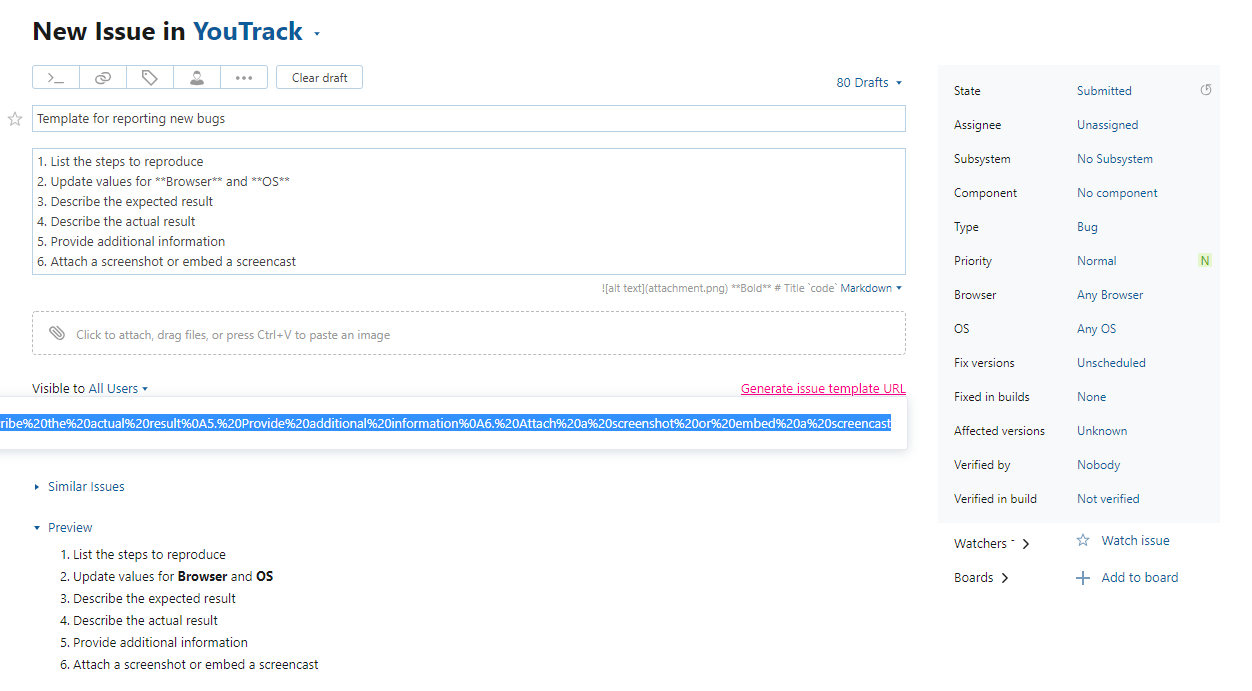 New Issue in YouTrack
>_
Clear draft
80 Drafts
Template for reporting new bugs
1. List the steps to reproduce
2. Update values for **Browser** and **OS**
3. Describe the expected result
4. Describe the actual result
5. Provide additional information
6. Attach a screenshot or embed a screencast
![alt text](attachment.png) **Bold** # Title `code` Markdown
Click to attach, drag files, or press Ctrl+V to paste an image
Visible to All Users
Generate issue template URL
ribe%20the%20actual%20result%0A5.%20Provide%20additional%20information%0A6.%20Attach%20a%20screenshot%20or%20embed%20a%20screencast
Similar Issues
Preview
1. List the steps to reproduce
2. Update values for Browser and OS
3. Describe the expected result
4. Describe the actual result
5. Provide additional information
6. Attach a screenshot or embed a screencast
State Submitted
Assignee Unassigned
Subsystem No Subsystem
Component No component
Type Bug
Priority Normal N
Browser Any Browser
OS Any OS
Fix versions Unscheduled
Fixed in builds None
Affected versions Unknown
Verified by Nobody
Verified in build Not verified
Watchers - Watch issue
Boards Add to board